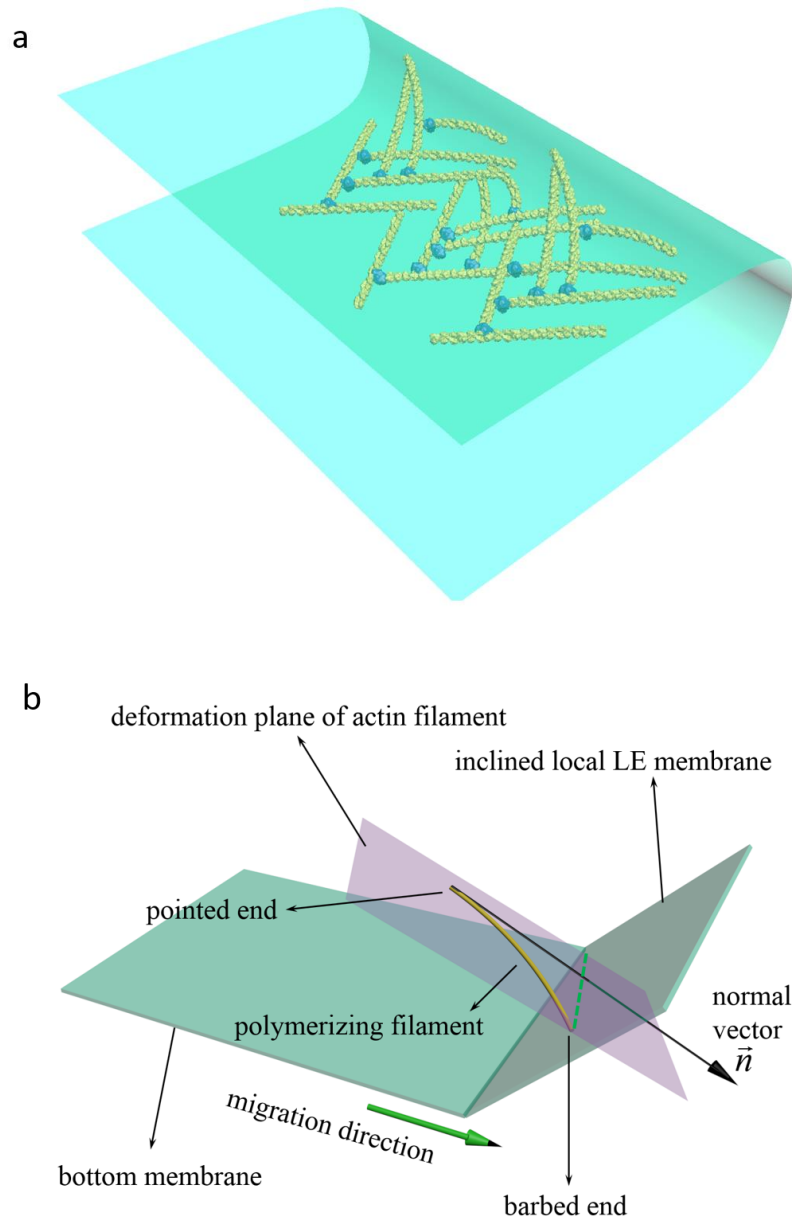 a
b
deformation plane of actin filament
inclined local LE membrane
pointed end
polymerizing filament
normal
vector
n⃗
migration direction
bottom membrane
barbed end